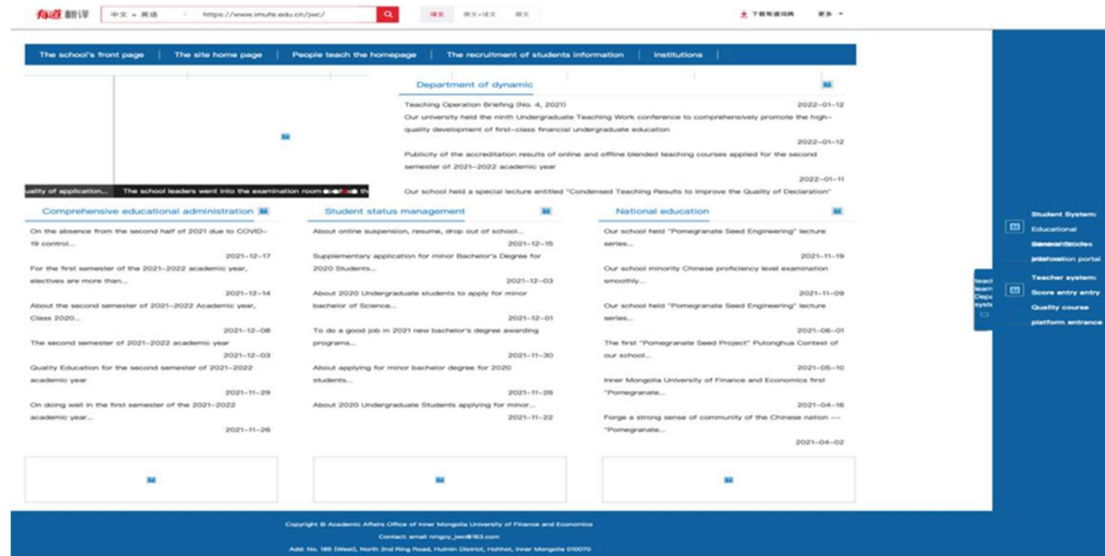 有道 翻译 中文 » 英语 https://www.imufe.edu.cn/jwc/ 译文 原文+译文 原文 下载有道词典 更多
The school's front page The site home page People teach the homepage The recruitment of students information Institutions
Department of dynamic
Teaching Operation Briefing (No. 4, 2021) 2022-01-12
Our university held the ninth Undergraduate Teaching Work conference to comprehensively promote the high-
quality development of first-class financial undergraduate education
2022-01-12
Publicity of the accreditation results of online and offline blended teaching courses applied for the second
semester of 2021-2022 academic year
2022-01-11
Our school held a special lecture entitled "Condensed Teaching Results to Improve the Quality of Declaration"
uality of application... The school leaders went into the examination room
Comprehensive educational administration
On the absence from the second half of 2021 due to COVID-
19 control...
2021-12-17
For the first semester of the 2021-2022 academic year,
electives are more than...
2021-12-14
About the second semester of 2021-2022 Academic year,
Class 2020...
2021-12-08
The second semester of 2021-2022 academic year
2021-12-03
Quality Education for the second semester of 2021-2022
academic year
2021-11-29
On doing well in the first semester of the 2021-2022
academic year...
2021-11-26
Student status management
About online suspension, resume, drop out of school...
2021-12-15
Supplementary application for minor Bachelor's Degree for
2020 Students...
2021-12-03
About 2020 Undergraduate students to apply for minor
bachelor of Science...
2021-12-01
To do a good job in 2021 new bachelor's degree awarding
programs...
2021-11-30
About applying for minor bachelor degree for 2020
students...
2021-11-26
About 2020 Undergraduate Students applying for minor...
2021-11-22
National education
Our school held "Pomegranate Seed Engineering" lecture
series...
2021-11-19
Our school minority Chinese proficiency level examination
smoothly...
2021-11-09
Our school held "Pomegranate Seed Engineering" lecture
series...
2021-06-01
The first "Pomegranate Seed Project" Putonghua Contest of
our school...
2021-05-10
Inner Mongolia University of Finance and Economics first
"Pomegranate...
2021-04-16
Forge a strong sense of community of the Chinese nation --
"Pomegranate...
2021-04-02
teach
learn
Depa
syste
Student System:
Educational
information portal
Teacher system:
Score entry entry
Quality course
platform entrance
Copyright © Academic Affairs Office of Inner Mongolia University of Finance and Economics
Contact: email nmgcy_jwc@163.com
Add: No. 185 (West), North 2nd Ring Road, Huimin District, Hohhot, Inner Mongolia 010070